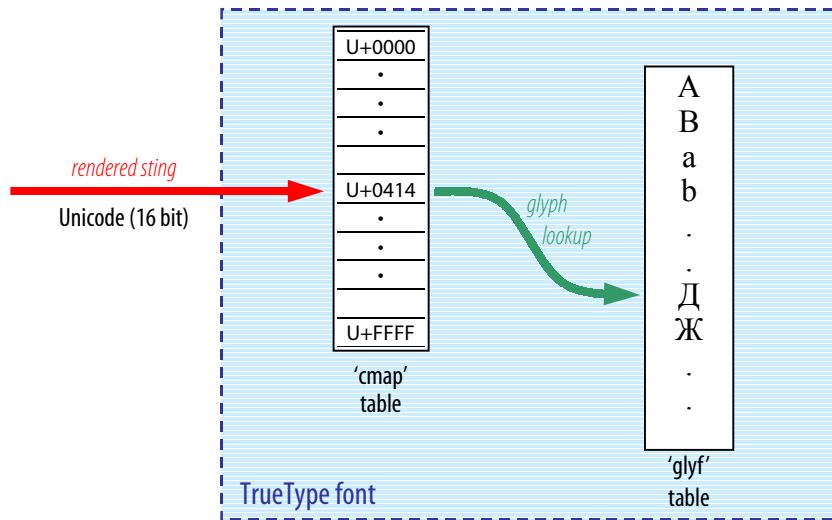 rendered sting
Unicode (16 bit)
U+0000
.
.
.
U+0414
.
.
.
U+FFFF
‘cmap’
table
glyph
lookup
A
B
a
b
.
.
Д
Ж
.
.
‘glyf’
table
TrueType font